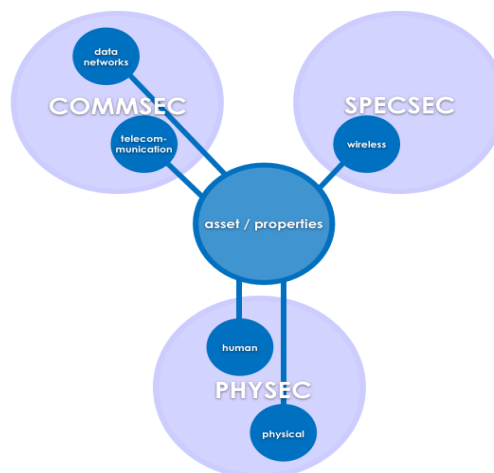 data
networks
COMMSEC
telecom-
munication
SPECSEC
wireless
asset / properties
human
PHYSEC
physical